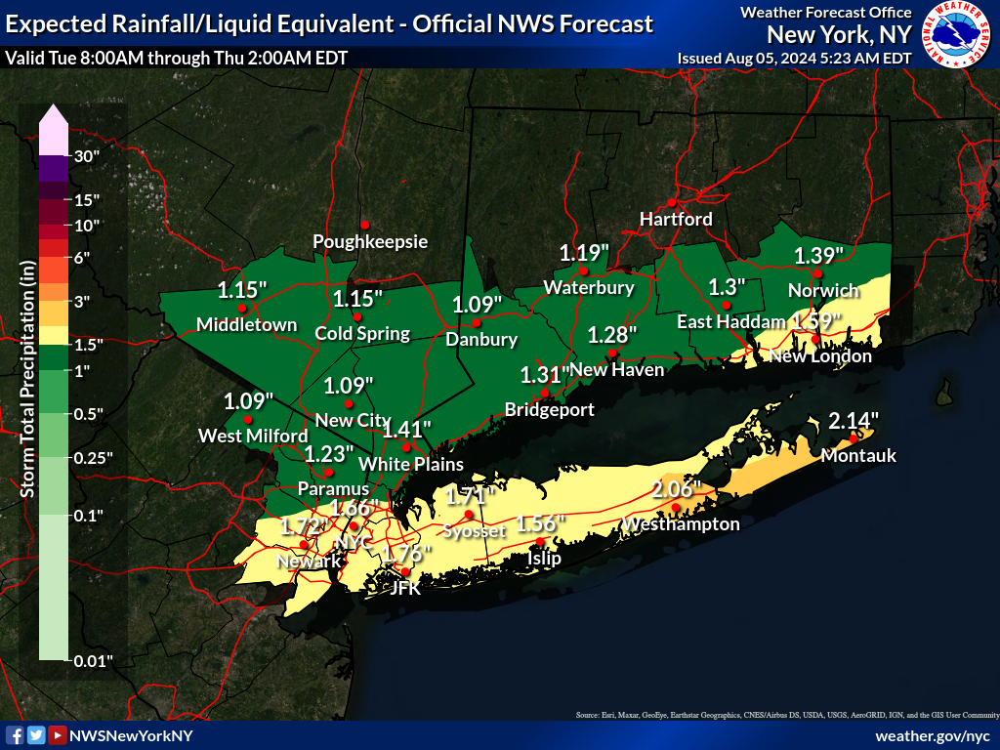 Expected Rainfall/Liquid Equivalent - Official NWS Forecast
Valid Tue 8:00AM through Thu 2:00AM EDT
Weather Forecast Office
New York, NY
Issued Aug 05, 2024 5:23 AM EDT
NATIONAL WEATHER SERVICE
Storm Total Precipitation (in)
30"
15"
10"
6"
3"
1.5"
1"
0.5"
0.25"
0.1"
0.01"
Hartford
Poughkeepsie
1.19"
Waterbury
1.39"
Norwich
1.15"
Middletown
1.15"
Cold Spring
1.09"
Danbury
1.3"
East Haddam
1.59"
New London
1.28"
New Haven
1.31"
Bridgeport
1.09"
West Milford
1.09"
New City
1.41"
White Plains
1.23"
Paramus
2.14"
Montauk
1.66"
NYC
1.72"
Newark
1.71"
Syosset
2.06"
Westhampton
1.56"
Islip
1.76"
JFK
Source: Esri, Maxar, GeoEye, Earthstar Geographics, CNES/Airbus DS, USDA, USGS, AeroGRID, IGN, and the GIS User Community
NWSNewYorkNY
weather.gov/nyc